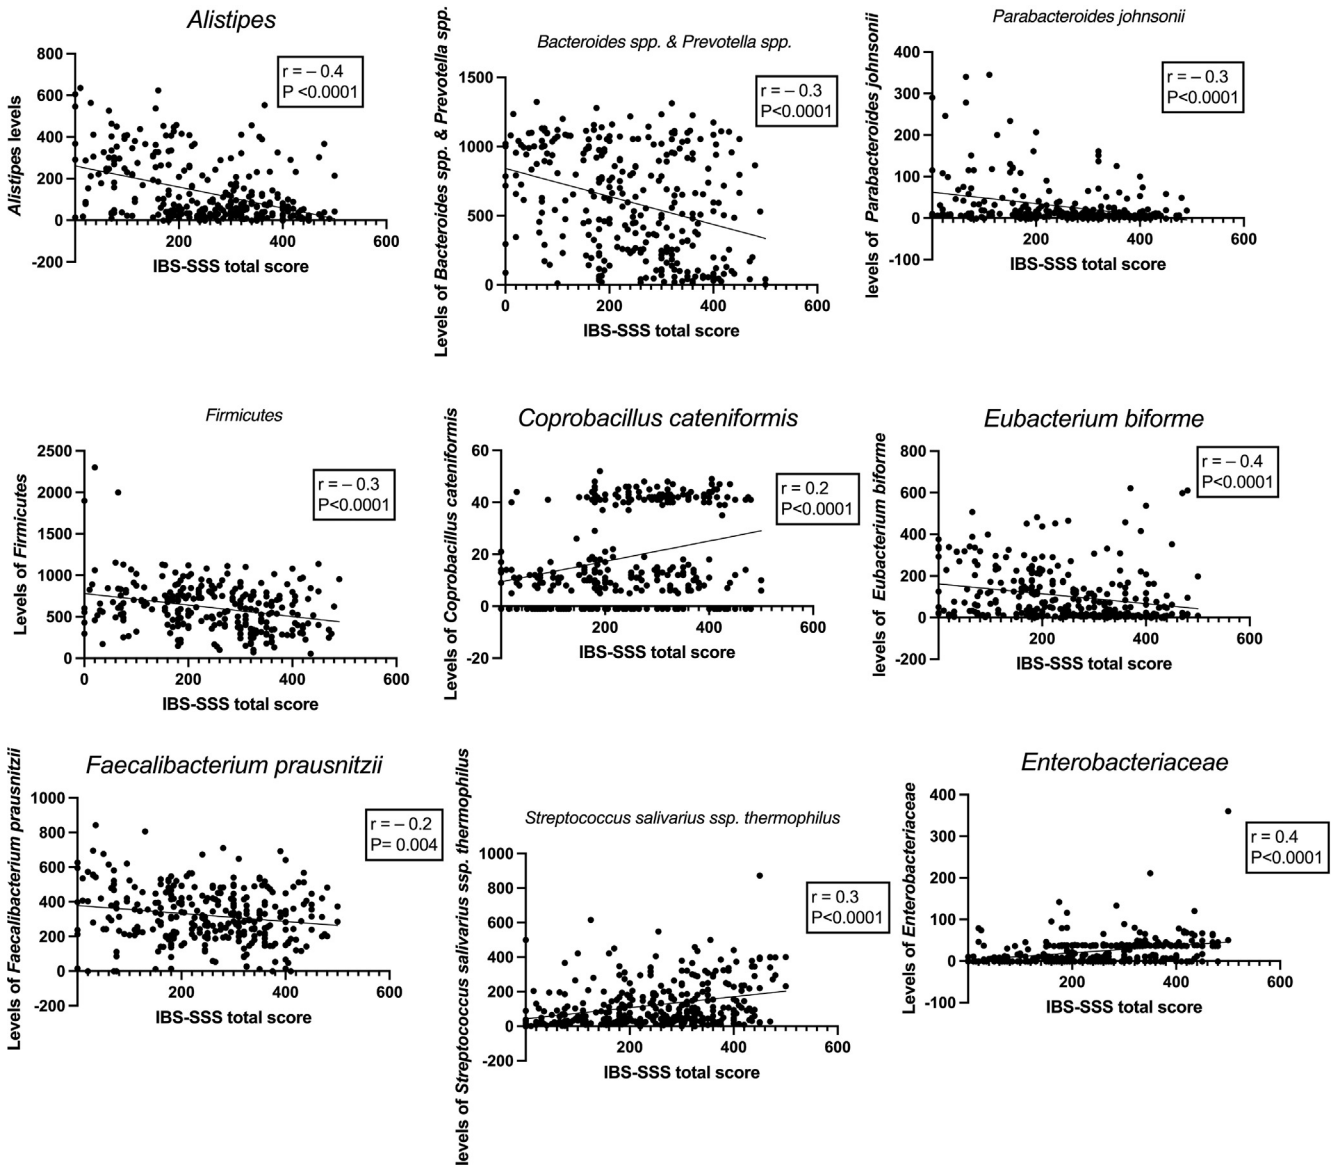 Alistipes
Alistipes levels
800
600
400
200
0
-200
200
400
600
IBS-SSS total score
r = – 0.4
P <0.0001
Bacteroides spp. & Prevotella spp.
Levels of Bacteroides spp. & Prevotella spp.
1500
1000
500
0
0
200
400
600
IBS-SSS total score
r = – 0.3
P<0.0001
Parabacteroides johnsonii
levels of Parabacteroides johnsonii
400
300
200
100
0
-100
200
400
600
IBS-SSS total score
r = – 0.3
P<0.0001
Firmicutes
Levels of Firmicutes
2500
2000
1500
1000
500
0
0
200
400
600
IBS-SSS total score
r = – 0.3
P<0.0001
Coprobacillus cateniformis
Levels of Coprobacillus cateniformis
60
40
20
0
-20
200
400
600
IBS-SSS total score
r = 0.2
P<0.0001
Eubacterium biforme
levels of Eubacterium biforme
800
600
400
200
0
-200
200
400
600
IBS-SSS total score
r = – 0.4
P<0.0001
Faecalibacterium prausnitzii
Levels of Faecalibacterium prausnitzii
1000
800
600
400
200
0
-200
200
400
600
IBS-SSS total score
r = – 0.2
P= 0.004
Streptococcus salivarius ssp. thermophilus
levels of Streptococcus salivarius ssp. thermophilus
1000
800
600
400
200
0
-200
200
400
600
IBS-SSS total score
r = 0.3
P<0.0001
Enterobacteriaceae
Levels of Enterobacteriaceae
400
300
200
100
0
-100
200
400
600
IBS-SSS total score
r = 0.4
P<0.0001